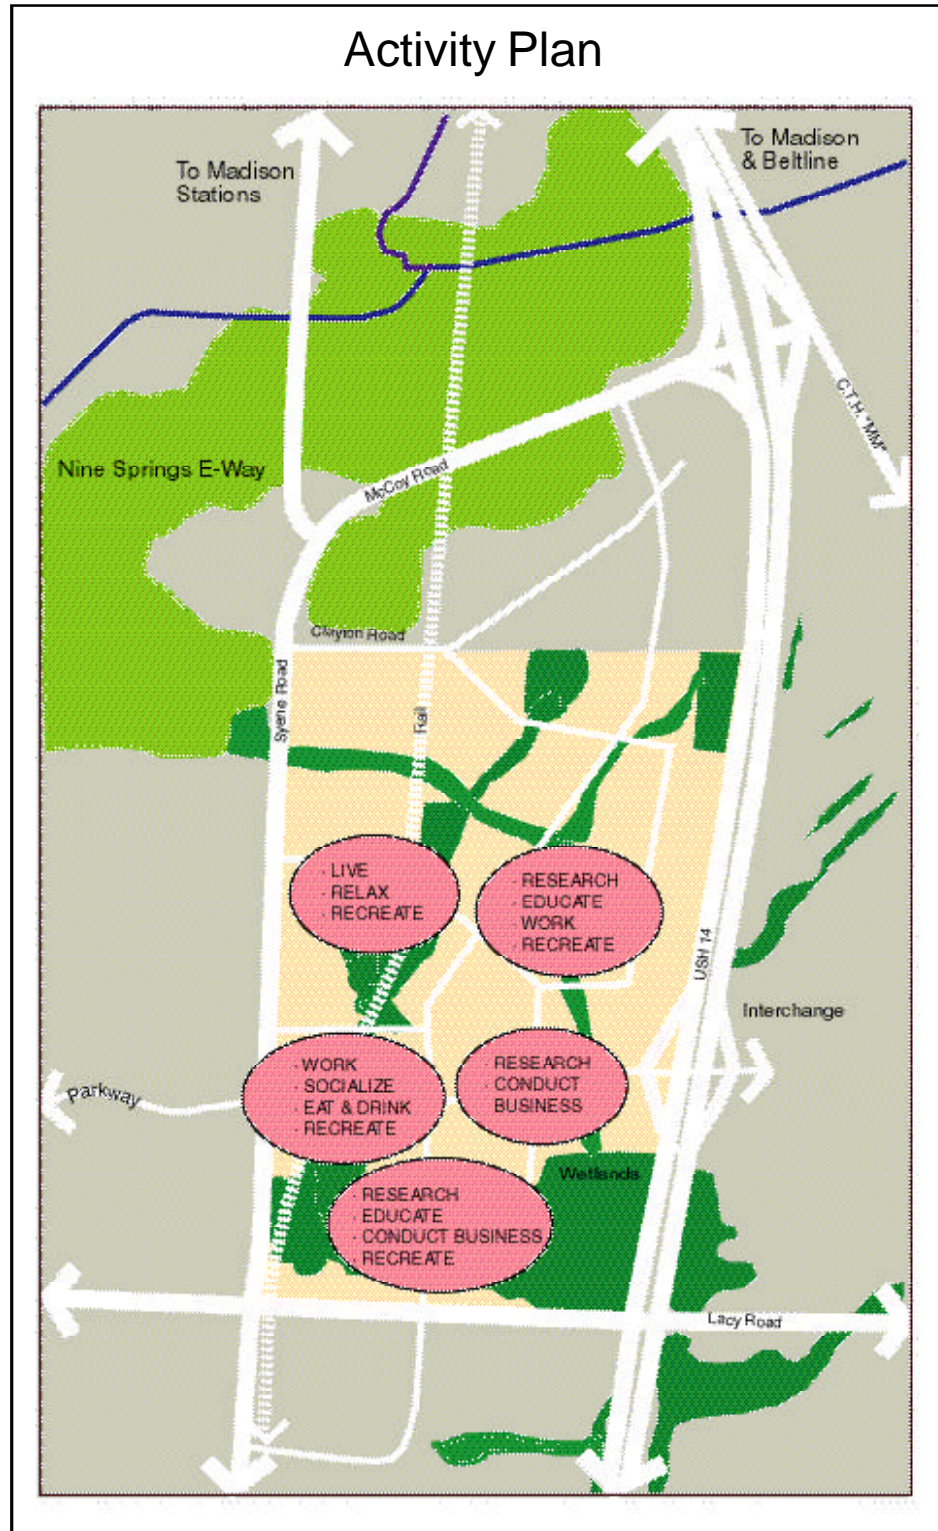 Activity Plan
To Madison
& Beltline
To Madison
Stations
C.T.H. "MM"
Nine Springs E-Way
McCoy Road
Clayton Road
Syene Road
Rail
· LIVE
· RELAX
· RECREATE
· RESEARCH
· EDUCATE
· WORK
· RECREATE
USH 14
Interchange
· WORK
· SOCIALIZE
· EAT & DRINK
· RECREATE
· RESEARCH
· CONDUCT
BUSINESS
Parkway
Wetlands
· RESEARCH
· EDUCATE
· CONDUCT BUSINESS
· RECREATE
Lacy Road